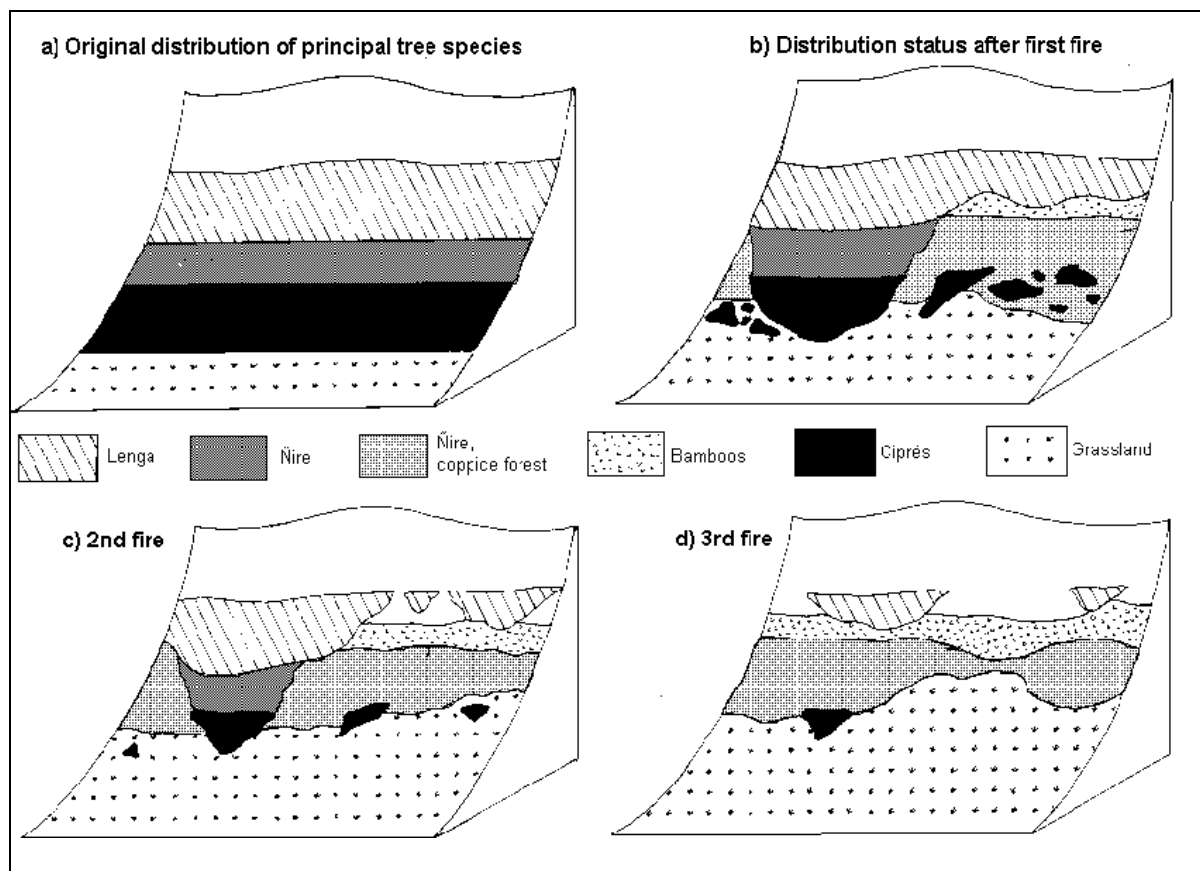 a) Original distribution of principal tree species
b) Distribution status after first fire
Lenga
Ñire
Ñire,
coppice forest
Bamboos
Ciprés
Grassland
c) 2nd fire
d) 3rd fire